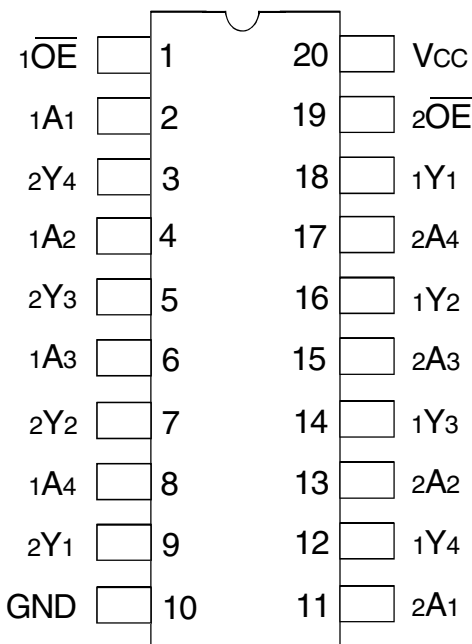 1O̅E̅ 1 20 VCC
1A1 2 19 2O̅E̅
2Y4 3 18 1Y1
1A2 4 17 2A4
2Y3 5 16 1Y2
1A3 6 15 2A3
2Y2 7 14 1Y3
1A4 8 13 2A2
2Y1 9 12 1Y4
GND 10 11 2A1